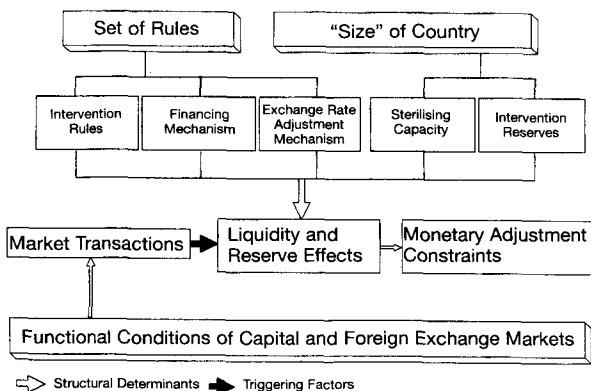 Set of Rules
“Size” of Country
Intervention
Rules
Financing
Mechanism
Exchange Rate
Adjustment
Mechanism
Sterilising
Capacity
Intervention
Reserves
Market Transactions
Liquidity and
Reserve Effects
Monetary Adjustment
Constraints
Functional Conditions of Capital and Foreign Exchange Markets
Structural Determinants
Triggering Factors